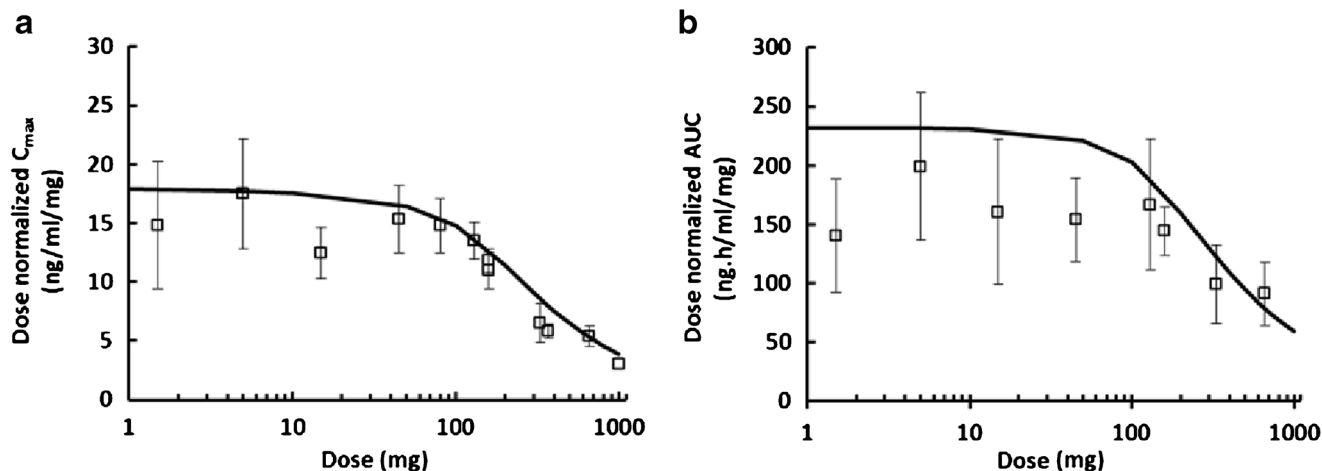 a
30
25
20
15
10
5
0
Dose normalized Cmax
(ng/ml/mg)
1
10
100
1000
Dose (mg)
b
300
250
200
150
100
50
0
Dose normalized AUC
(ng.h/ml/mg)
1
10
100
1000
Dose (mg)